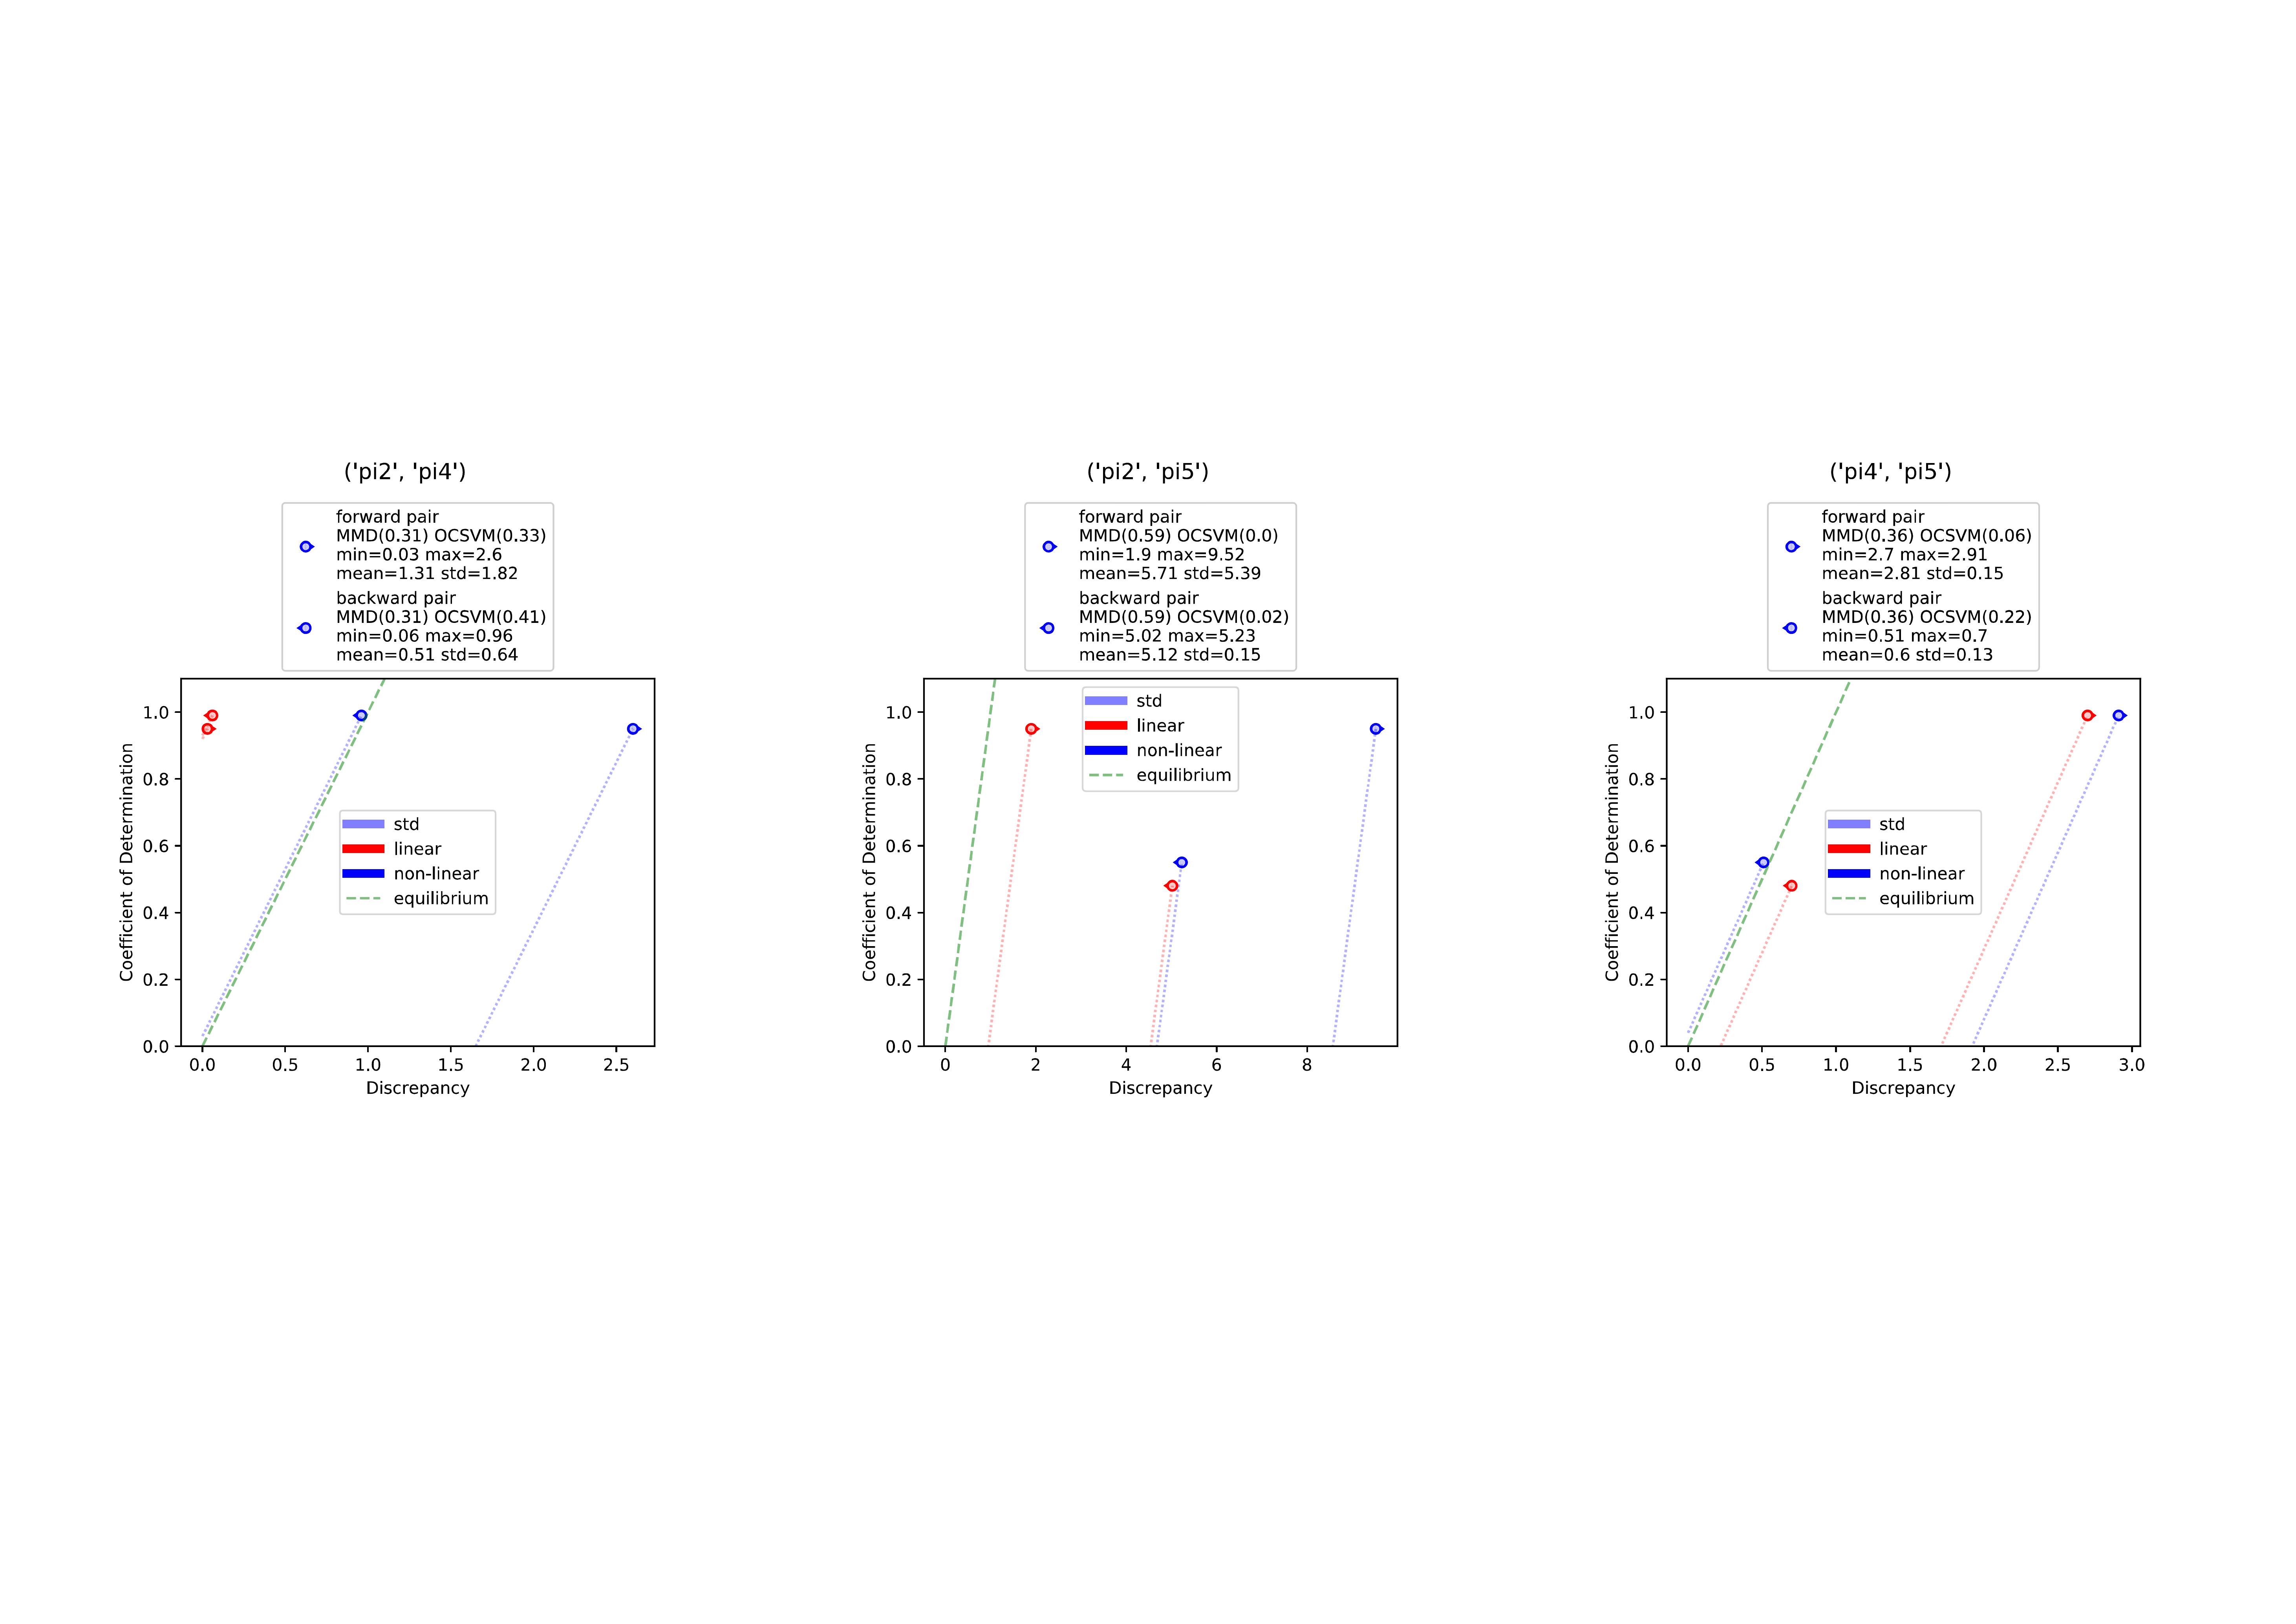 ('pi2', 'pi4')
forward pair
MMD(0.31) OCSVM(0.33)
min=0.03 max=2.6
mean=1.31 std=1.82
backward pair
MMD(0.31) OCSVM(0.41)
min=0.06 max=0.96
mean=0.51 std=0.64
1.0
0.8
0.6
0.4
0.2
0.0
Coefficient of Determination
std
linear
non-linear
equilibrium
0.0 0.5 1.0 1.5 2.0 2.5
Discrepancy
('pi2', 'pi5')
forward pair
MMD(0.59) OCSVM(0.0)
min=1.9 max=9.52
mean=5.71 std=5.39
backward pair
MMD(0.59) OCSVM(0.02)
min=5.02 max=5.23
mean=5.12 std=0.15
1.0
0.8
0.6
0.4
0.2
0.0
Coefficient of Determination
std
linear
non-linear
equilibrium
0 2 4 6 8
Discrepancy
('pi4', 'pi5')
forward pair
MMD(0.36) OCSVM(0.06)
min=2.7 max=2.91
mean=2.81 std=0.15
backward pair
MMD(0.36) OCSVM(0.22)
min=0.51 max=0.7
mean=0.6 std=0.13
1.0
0.8
0.6
0.4
0.2
0.0
Coefficient of Determination
std
linear
non-linear
equilibrium
0.0 0.5 1.0 1.5 2.0 2.5 3.0
Discrepancy